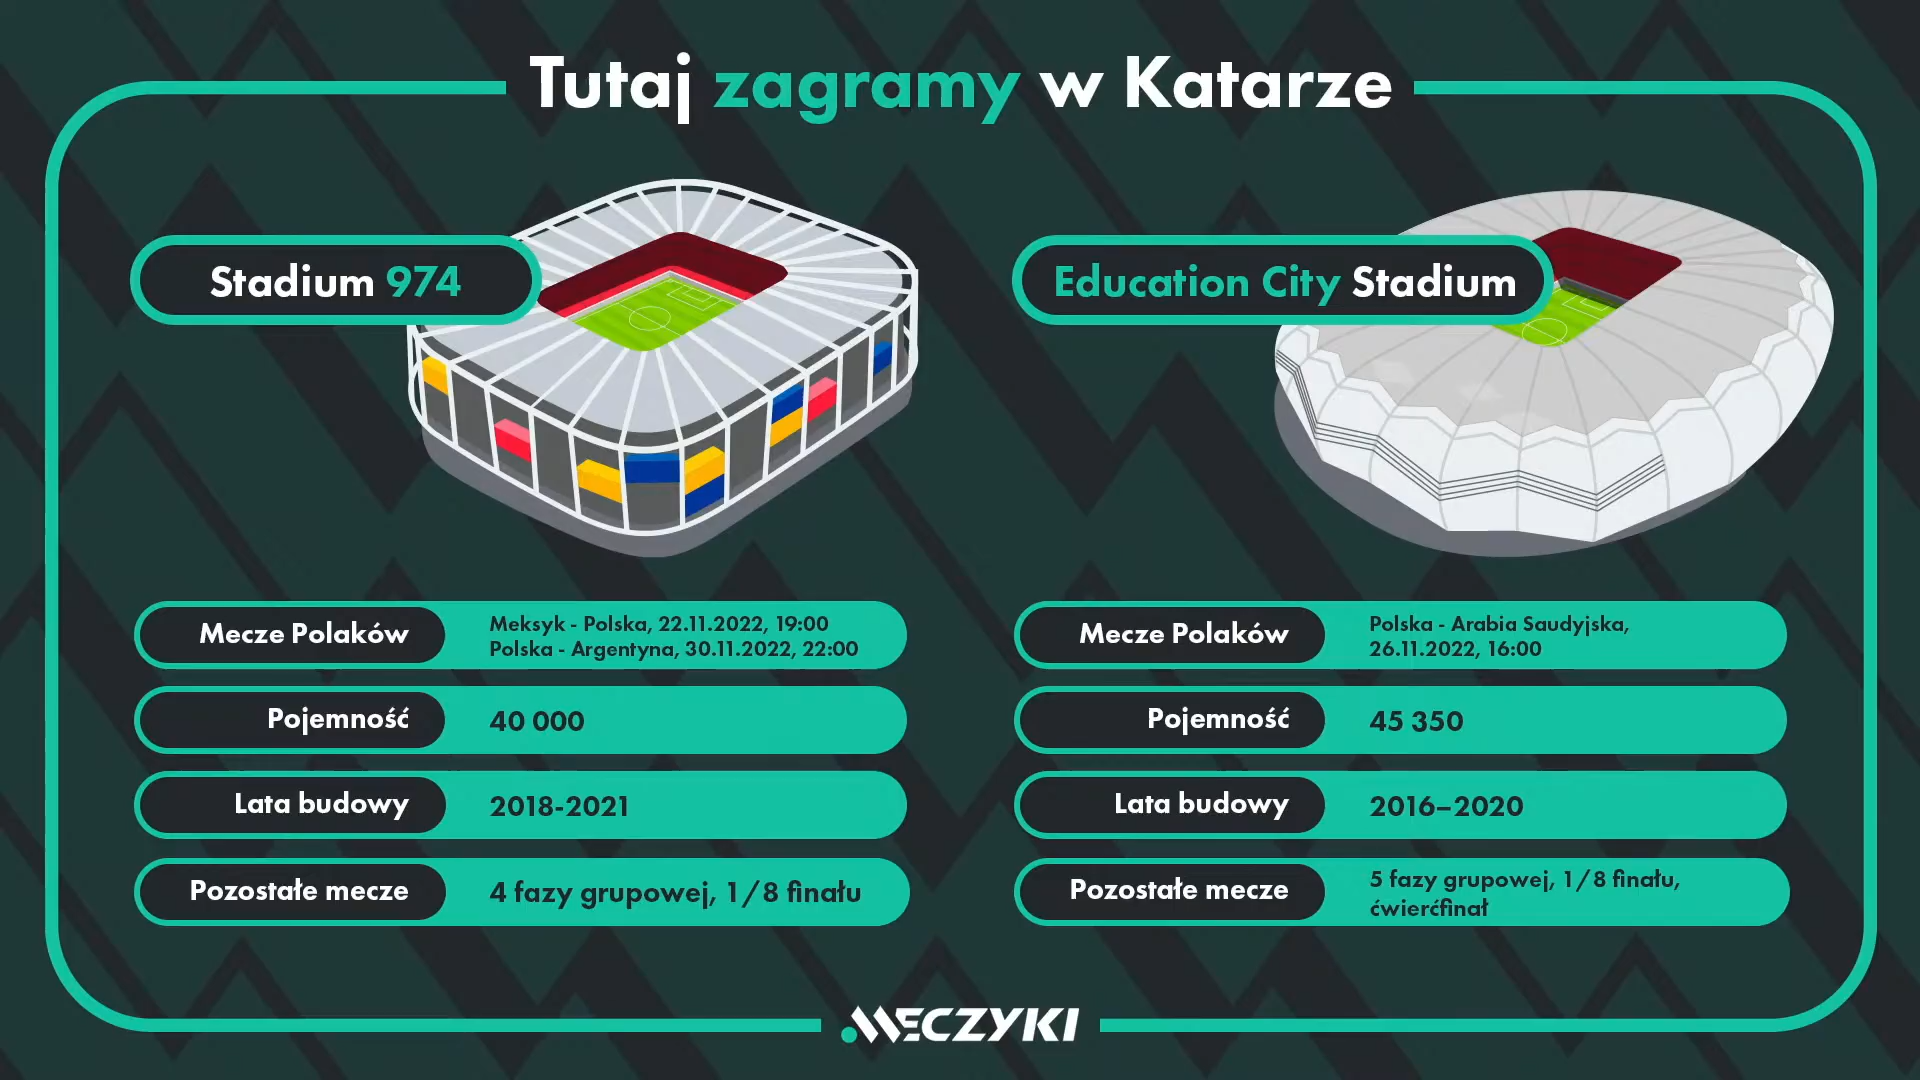 Tutaj zagramy w Katarze
Stadium 974
Mecze Polaków
Meksyk - Polska, 22.11.2022, 19:00
Polska - Argentyna, 30.11.2022, 22:00
Pojemność
40 000
Lata budowy
2018-2021
Pozostałe mecze
4 fazy grupowej, 1/8 finału
Education City Stadium
Mecze Polaków
Polska - Arabia Saudyjska,
26.11.2022, 16:00
Pojemność
45 350
Lata budowy
2016–2020
Pozostałe mecze
5 fazy grupowej, 1/8 finału,
ćwierćfinał
MECZYKI